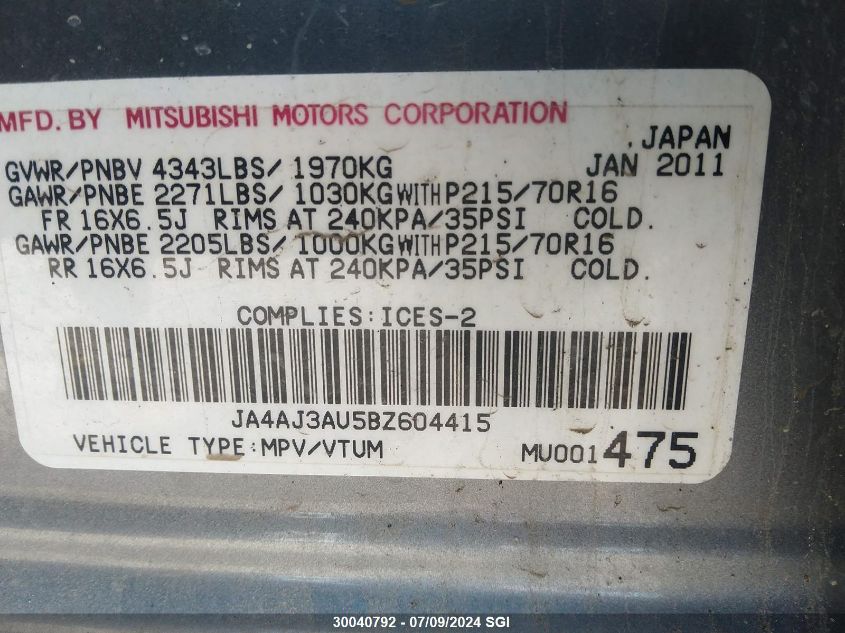 MFD. BY MITSUBISHI MOTORS CORPORATION
JAPAN
GVWR/PNBV 4343LBS/ 1970KG JAN 2011
GAWR/PNBE 2271LBS/ 1030KG WITH P215/70R16
FR 16X6.5J RIMS AT 240KPA/35PSI COLD.
GAWR/PNBE 2205LBS/ 1000KG WITH P215/70R16
RR 16X6.5J RIMS AT 240KPA/35PSI COLD.
COMPLIES:ICES-2
JA4AJ3AU5BZ604415
VEHICLE TYPE:MPV/VTUM MU001475
30040792 / 07/09/2024 SGI